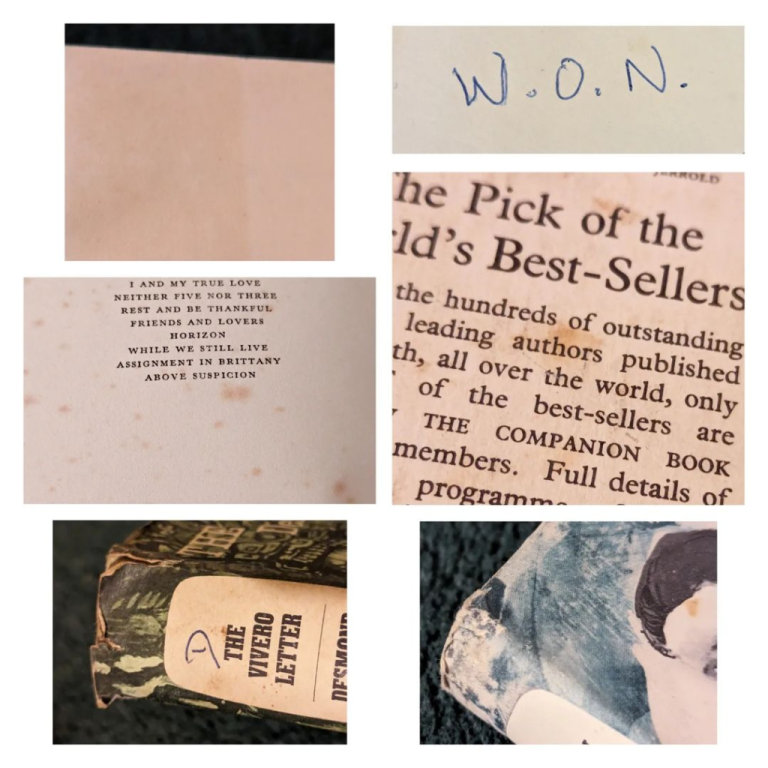 W.O.N.
JERROLD
he Pick of the
ld's Best-Sellers
the hundreds of outstanding
leading authors published
th, all over the world, only
of the best-sellers are
THE COMPANION BOOK
members. Full details of
programme
I AND MY TRUE LOVE
NEITHER FIVE NOR THREE
REST AND BE THANKFUL
FRIENDS AND LOVERS
HORIZON
WHILE WE STILL LIVE
ASSIGNMENT IN BRITTANY
ABOVE SUSPICION
D
THE
VIVERO
LETTER
DESMOND